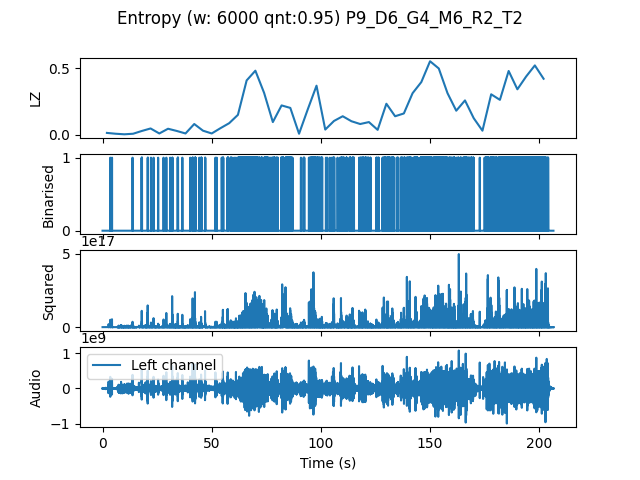 Entropy (w: 6000 qnt:0.95) P9_D6_G4_M6_R2_T2
0.5
LZ
0.0
1
Binarised
0
1e17
5
Squared
0
1e9
1
Left channel
Audio
0
−1
0 50 100 150 200
Time (s)